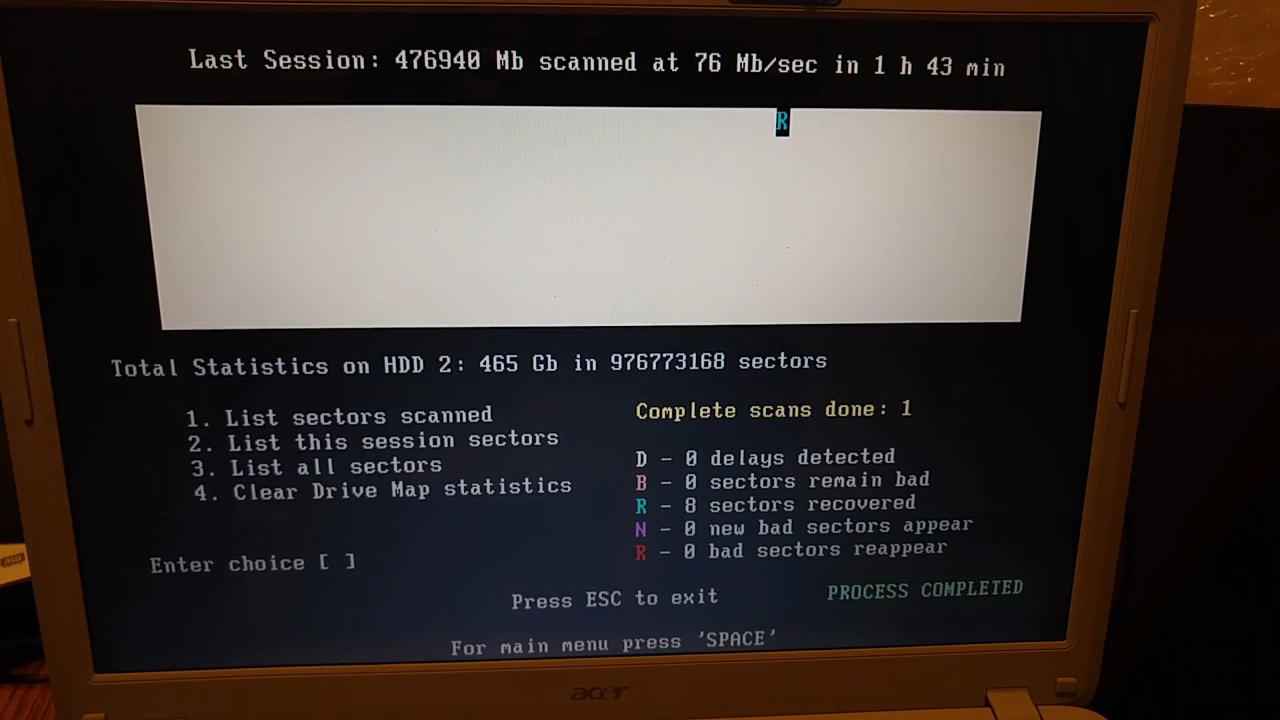 Last Session: 476940 Mb scanned at 76 Mb/sec in 1 h 43 min
R
Total Statistics on HDD 2: 465 Gb in 976773168 sectors
1. List sectors scanned
2. List this session sectors
3. List all sectors
4. Clear Drive Map statistics
Complete scans done: 1
D - 0 delays detected
B - 0 sectors remain bad
R - 8 sectors recovered
N - 0 new bad sectors appear
R - 0 bad sectors reappear
Enter choice [ ]
Press ESC to exit
PROCESS COMPLETED
For main menu press 'SPACE'
acer